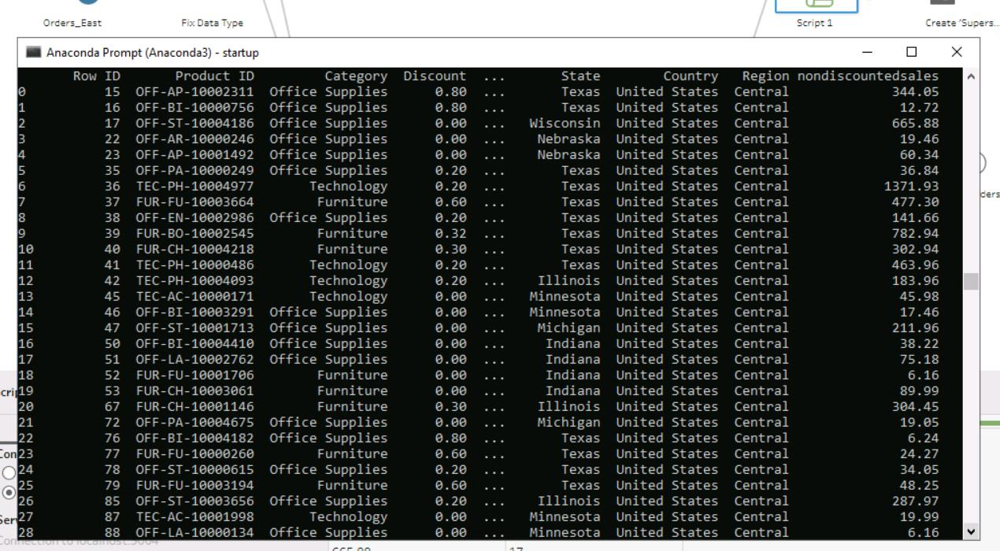 Orders_East Fix Data Type Script 1 Create 'Supers...
Anaconda Prompt (Anaconda3) - startup
Row ID Product ID Category Discount ... State Country Region nondiscountedsales
0 15 OFF-AP-10002311 Office Supplies 0.80 ... Texas United States Central 344.05
1 16 OFF-BI-10000756 Office Supplies 0.80 ... Texas United States Central 12.72
2 17 OFF-ST-10004186 Office Supplies 0.00 ... Wisconsin United States Central 665.88
3 22 OFF-AR-10000246 Office Supplies 0.00 ... Nebraska United States Central 19.46
4 23 OFF-AP-10001492 Office Supplies 0.00 ... Nebraska United States Central 60.34
5 35 OFF-PA-10000249 Office Supplies 0.20 ... Texas United States Central 36.84
6 36 TEC-PH-10004977 Technology 0.20 ... Texas United States Central 1371.93
7 37 FUR-FU-10003664 Furniture 0.60 ... Texas United States Central 477.30
8 38 OFF-EN-10002986 Office Supplies 0.20 ... Texas United States Central 141.66
9 39 FUR-BO-10002545 Furniture 0.32 ... Texas United States Central 782.94
10 40 FUR-CH-10004218 Furniture 0.30 ... Texas United States Central 302.94
11 41 TEC-PH-10000486 Technology 0.20 ... Texas United States Central 463.96
12 42 TEC-PH-10004093 Technology 0.20 ... Illinois United States Central 183.96
13 45 TEC-AC-10000171 Technology 0.00 ... Minnesota United States Central 45.98
14 46 OFF-BI-10003291 Office Supplies 0.00 ... Minnesota United States Central 17.46
15 47 OFF-ST-10001713 Office Supplies 0.00 ... Michigan United States Central 211.96
16 50 OFF-BI-10004410 Office Supplies 0.00 ... Indiana United States Central 38.22
17 51 OFF-LA-10002762 Office Supplies 0.00 ... Indiana United States Central 75.18
18 52 FUR-FU-10001706 Furniture 0.00 ... Indiana United States Central 6.16
19 53 FUR-CH-10003061 Furniture 0.00 ... Indiana United States Central 89.99
20 67 FUR-CH-10001146 Furniture 0.30 ... Illinois United States Central 304.45
21 72 OFF-PA-10004675 Office Supplies 0.00 ... Michigan United States Central 19.05
22 76 OFF-BI-10004182 Office Supplies 0.80 ... Texas United States Central 6.24
23 77 FUR-FU-10000260 Furniture 0.60 ... Texas United States Central 24.27
24 78 OFF-ST-10000615 Office Supplies 0.20 ... Texas United States Central 34.05
25 79 FUR-FU-10003194 Furniture 0.60 ... Texas United States Central 48.25
26 85 OFF-ST-10003656 Office Supplies 0.20 ... Illinois United States Central 287.97
27 87 TEC-AC-10001998 Technology 0.00 ... Minnesota United States Central 19.99
28 88 OFF-LA-10000134 Office Supplies 0.00 ... Minnesota United States Central 6.16